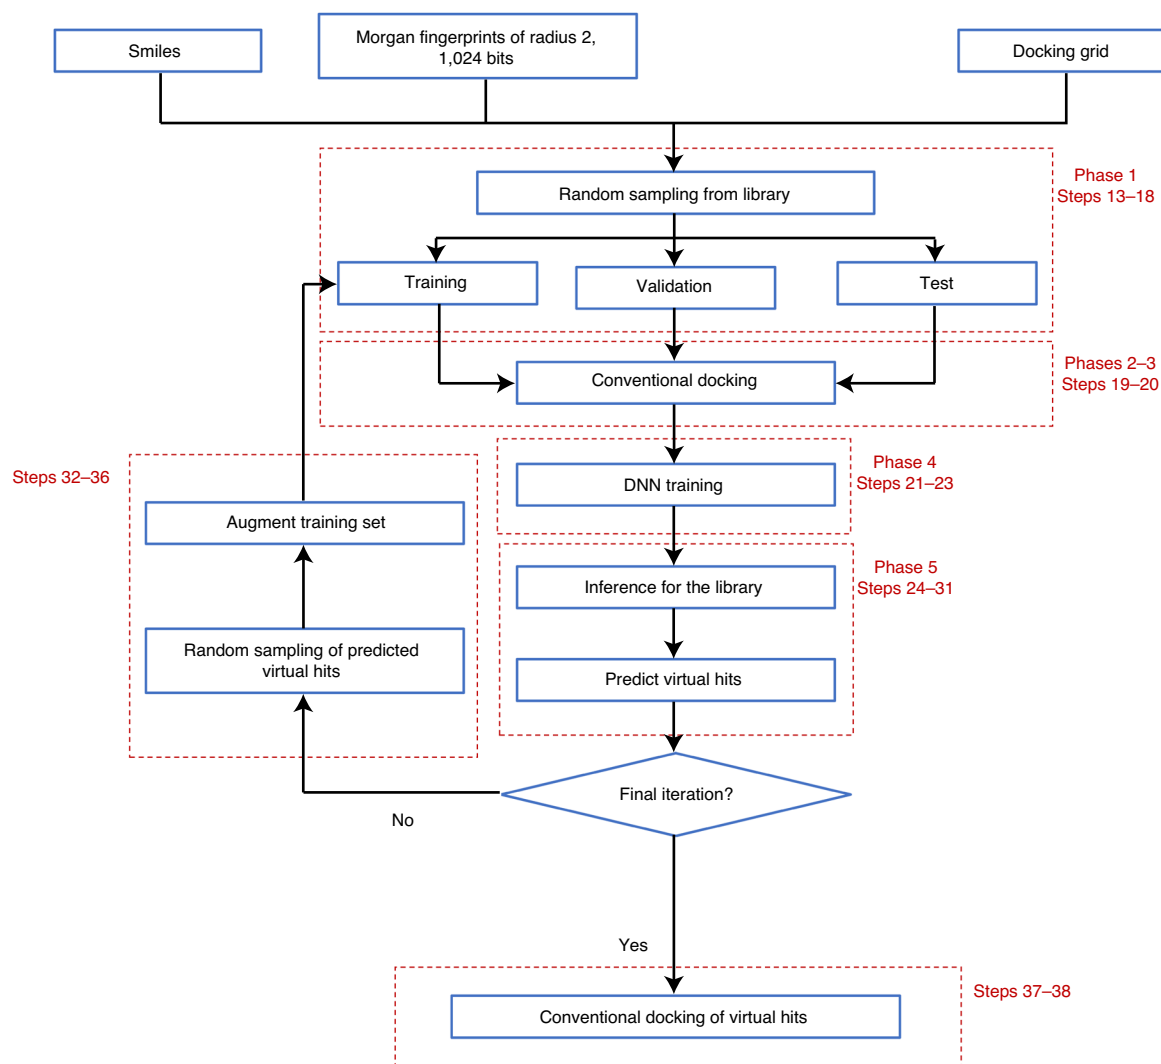 Smiles
Morgan fingerprints of radius 2,
1,024 bits
Docking grid
Phase 1
Steps 13–18
Random sampling from library
Training
Validation
Test
Phases 2–3
Steps 19–20
Conventional docking
Steps 32–36
Phase 4
Steps 21–23
DNN training
Augment training set
Phase 5
Steps 24–31
Inference for the library
Random sampling of predicted
virtual hits
Predict virtual hits
Final iteration?
No
Yes
Steps 37–38
Conventional docking of virtual hits